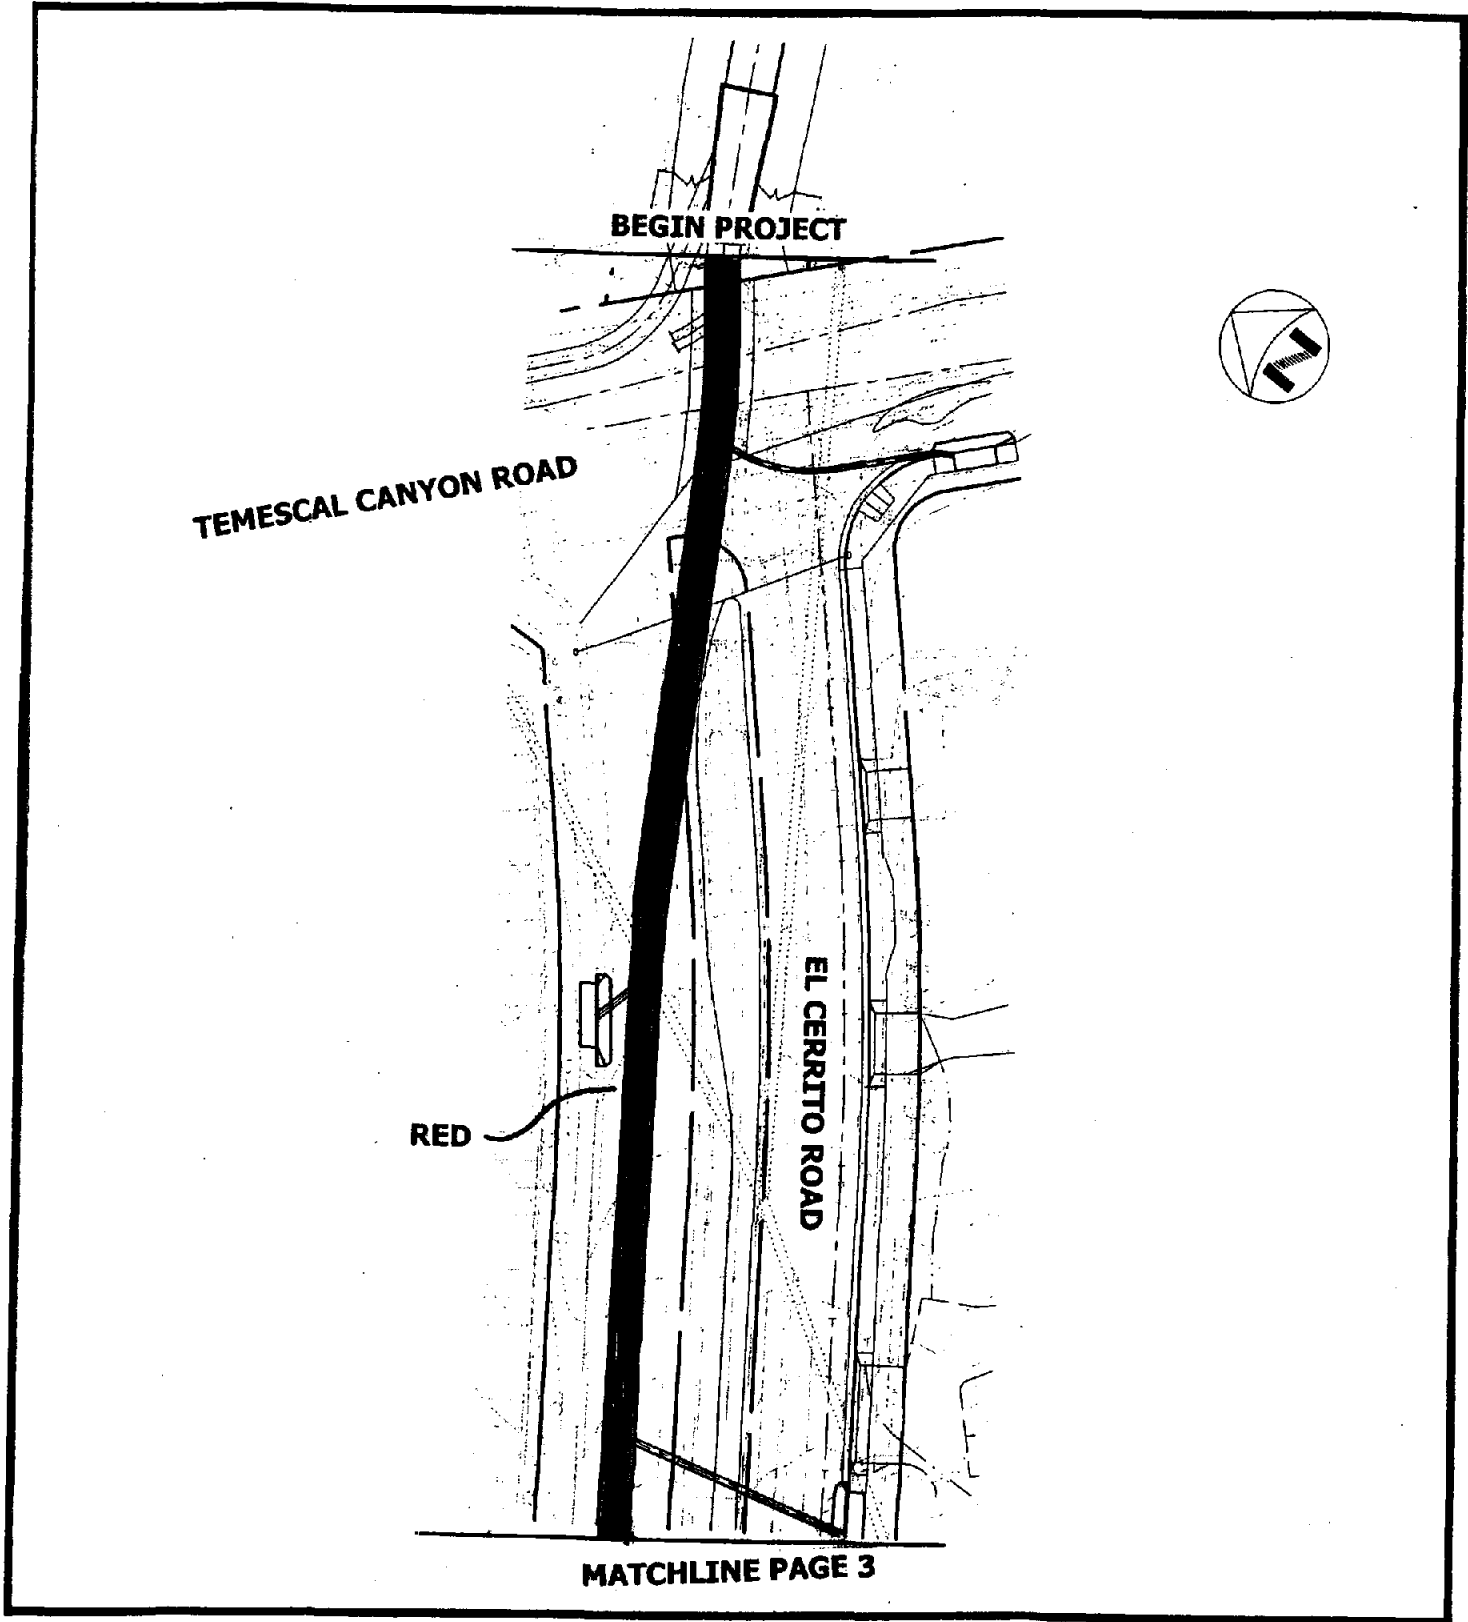 BEGIN PROJECT
TEMESCAL CANYON ROAD
EL CERRITO ROAD
RED
MATCHLINE PAGE 3